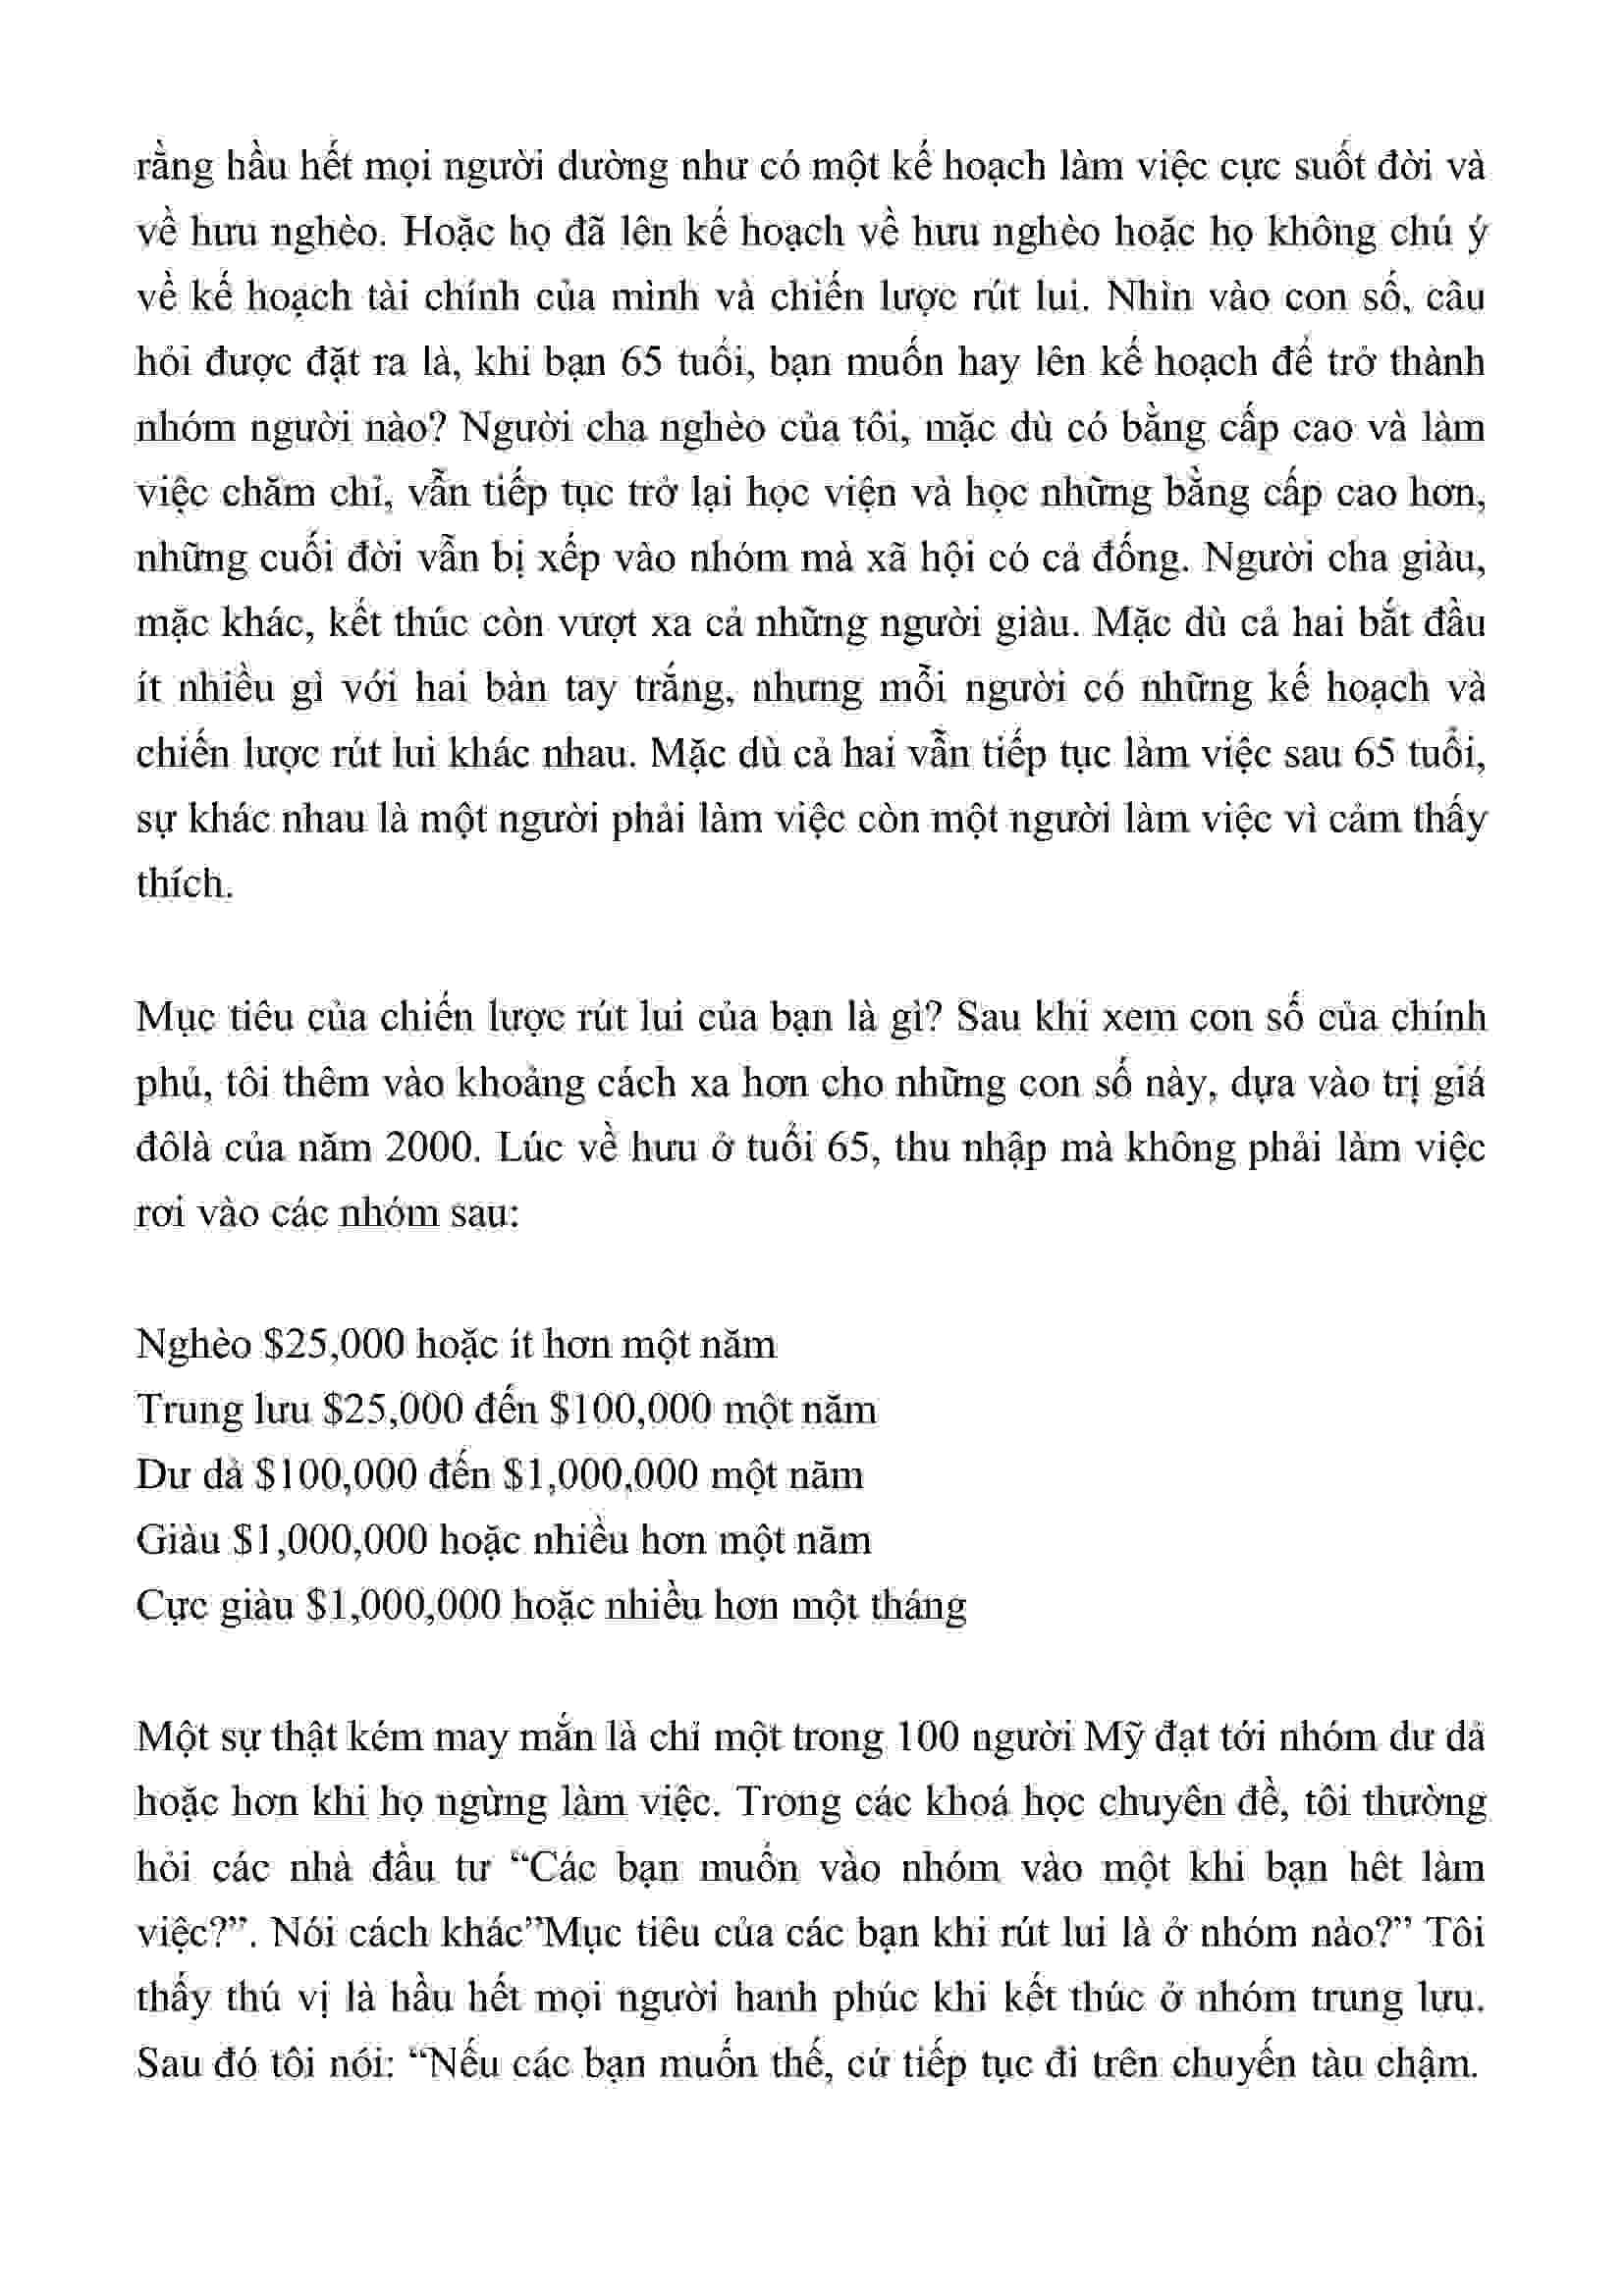 rằng hầu hết mọi người dường như có một kế hoạch làm việc cực suốt đời và
về hưu nghèo. Hoặc họ đã lên kế hoạch về hưu nghèo hoặc họ không chú ý
về kế hoạch tài chính của mình và chiến lược rút lui. Nhìn vào con số, câu
hỏi được đặt ra là, khi bạn 65 tuổi, bạn muốn hay lên kế hoạch để trở thành
nhóm người nào? Người cha nghèo của tôi, mặc dù có bằng cấp cao và làm
việc chăm chỉ, vẫn tiếp tục trở lại học viện và học những bằng cấp cao hơn,
những cuối đời vẫn bị xếp vào nhóm mà xã hội có cả đống. Người cha giàu,
mặc khác, kết thúc còn vượt xa cả những người giàu. Mặc dù cả hai bắt đầu
ít nhiều gì với hai bàn tay trắng, nhưng mỗi người có những kế hoạch và
chiến lược rút lui khác nhau. Mặc dù cả hai vẫn tiếp tục làm việc sau 65 tuổi,
sự khác nhau là một người phải làm việc còn một người làm việc vì cảm thấy
thích.
Mục tiêu của chiến lược rút lui của bạn là gì? Sau khi xem con số của chính
phủ, tôi thêm vào khoảng cách xa hơn cho những con số này, dựa vào trị giá
đôlà của năm 2000. Lúc về hưu ở tuổi 65, thu nhập mà không phải làm việc
rơi vào các nhóm sau:
Nghèo $25,000 hoặc ít hơn một năm
Trung lưu $25,000 đến $100,000 một năm
Dư dả $100,000 đến $1,000,000 một năm
Giàu $1,000,000 hoặc nhiều hơn một năm
Cực giàu $1,000,000 hoặc nhiều hơn một tháng
Một sự thật kém may mắn là chỉ một trong 100 người Mỹ đạt tới nhóm dư dả
hoặc hơn khi họ ngừng làm việc. Trong các khoá học chuyên đề, tôi thường
hỏi các nhà đầu tư “Các bạn muốn vào nhóm vào một khi bạn hêt làm
việc?”. Nói cách khác”Mục tiêu của các bạn khi rút lui là ở nhóm nào?” Tôi
thấy thú vị là hầu hết mọi người hanh phúc khi kết thúc ở nhóm trung lưu.
Sau đó tôi nói: “Nếu các bạn muốn thế, cứ tiếp tục đi trên chuyến tàu chậm.